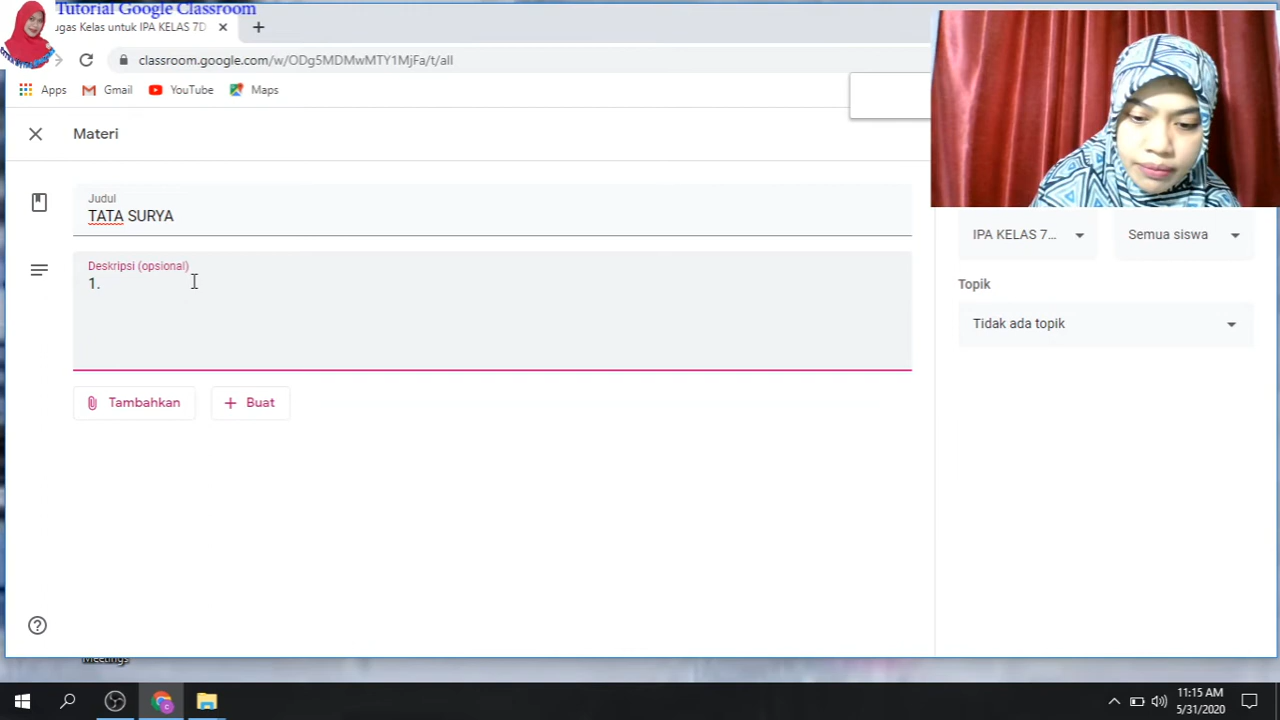 Tutorial Google Classroom
ugas Kelas untuk IPA KELAS 7D
classroom.google.com/w/ODg5MDMwMTY1MjFa/t/all
Apps Gmail YouTube Maps
Materi
Judul
TATA SURYA
Deskripsi (opsional)
1.
Tambahkan Buat
IPA KELAS 7... Semua siswa
Topik
Tidak ada topik
Meetings
11:15 AM
5/31/2020